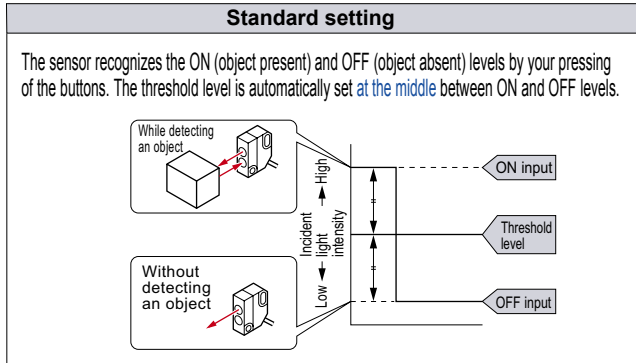 Standard setting
The sensor recognizes the ON (object present) and OFF (object absent) levels by your pressing
of the buttons. The threshold level is automatically set at the middle between ON and OFF levels.
While detecting
an object
Without
detecting
an object
Incident
light
intensity
High
Low
=
=
ON input
Threshold
level
OFF input